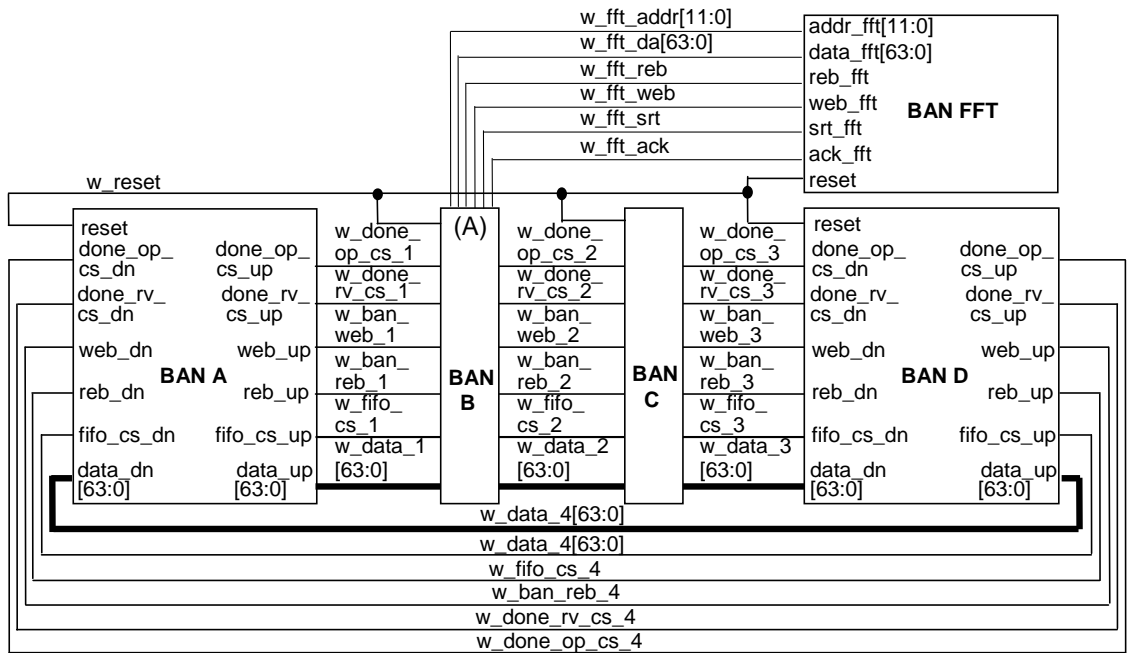 w_fft_addr[11:0]
w_fft_da[63:0]
w_fft_reb
w_fft_web
w_fft_srt
w_fft_ack
addr_fft[11:0]
data_fft[63:0]
reb_fft
web_fft
srt_fft
ack_fft
reset
BAN FFT
w_reset
reset
done_op_
cs_dn
done_rv_
cs_dn
web_dn
reb_dn
fifo_cs_dn
data_dn
[63:0]
BAN A
done_op_
cs_up
done_rv_
cs_up
web_up
reb_up
fifo_cs_up
data_up
[63:0]
w_done_
op_cs_1
w_done_
rv_cs_1
w_ban_
web_1
w_ban_
reb_1
w_fifo_
cs_1
w_data_1
[63:0]
(A)
BAN
B
w_done_
op_cs_2
w_done_
rv_cs_2
w_ban_
web_2
w_ban_
reb_2
w_fifo_
cs_2
w_data_2
[63:0]
BAN
C
w_done_
op_cs_3
w_done_
rv_cs_3
w_ban_
web_3
w_ban_
reb_3
w_fifo_
cs_3
w_data_3
[63:0]
reset
done_op_
cs_dn
done_rv_
cs_dn
web_dn
reb_dn
fifo_cs_dn
data_dn
[63:0]
BAN D
done_op_
cs_up
done_rv_
cs_up
web_up
reb_up
fifo_cs_up
data_up
[63:0]
w_data_4[63:0]
w_data_4[63:0]
w_fifo_cs_4
w_ban_reb_4
w_done_rv_cs_4
w_done_op_cs_4